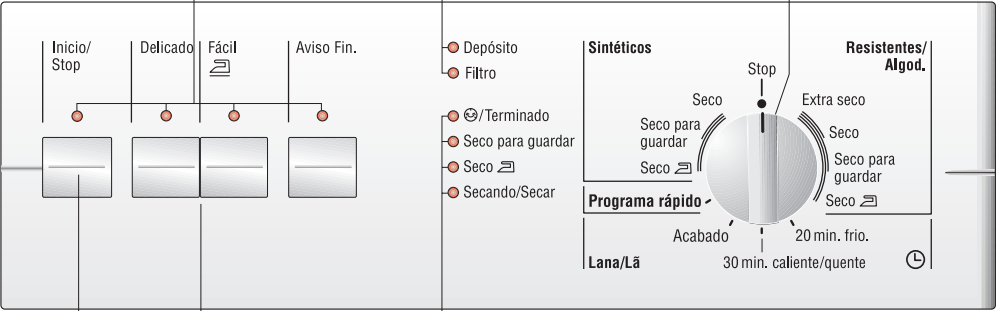 Inicio/
Stop
Delicado
Fácil
Aviso Fin.
Depósito
Filtro
/Terminado
Seco para guardar
Seco
Secando/Secar
Sintéticos
Resistentes/
Algod.
Stop
Seco
Seco para
guardar
Seco
Extra seco
Seco
Seco para
guardar
Seco
Programa rápido
Acabado
20 min. frio.
Lana/Lã
30 min. caliente/quente